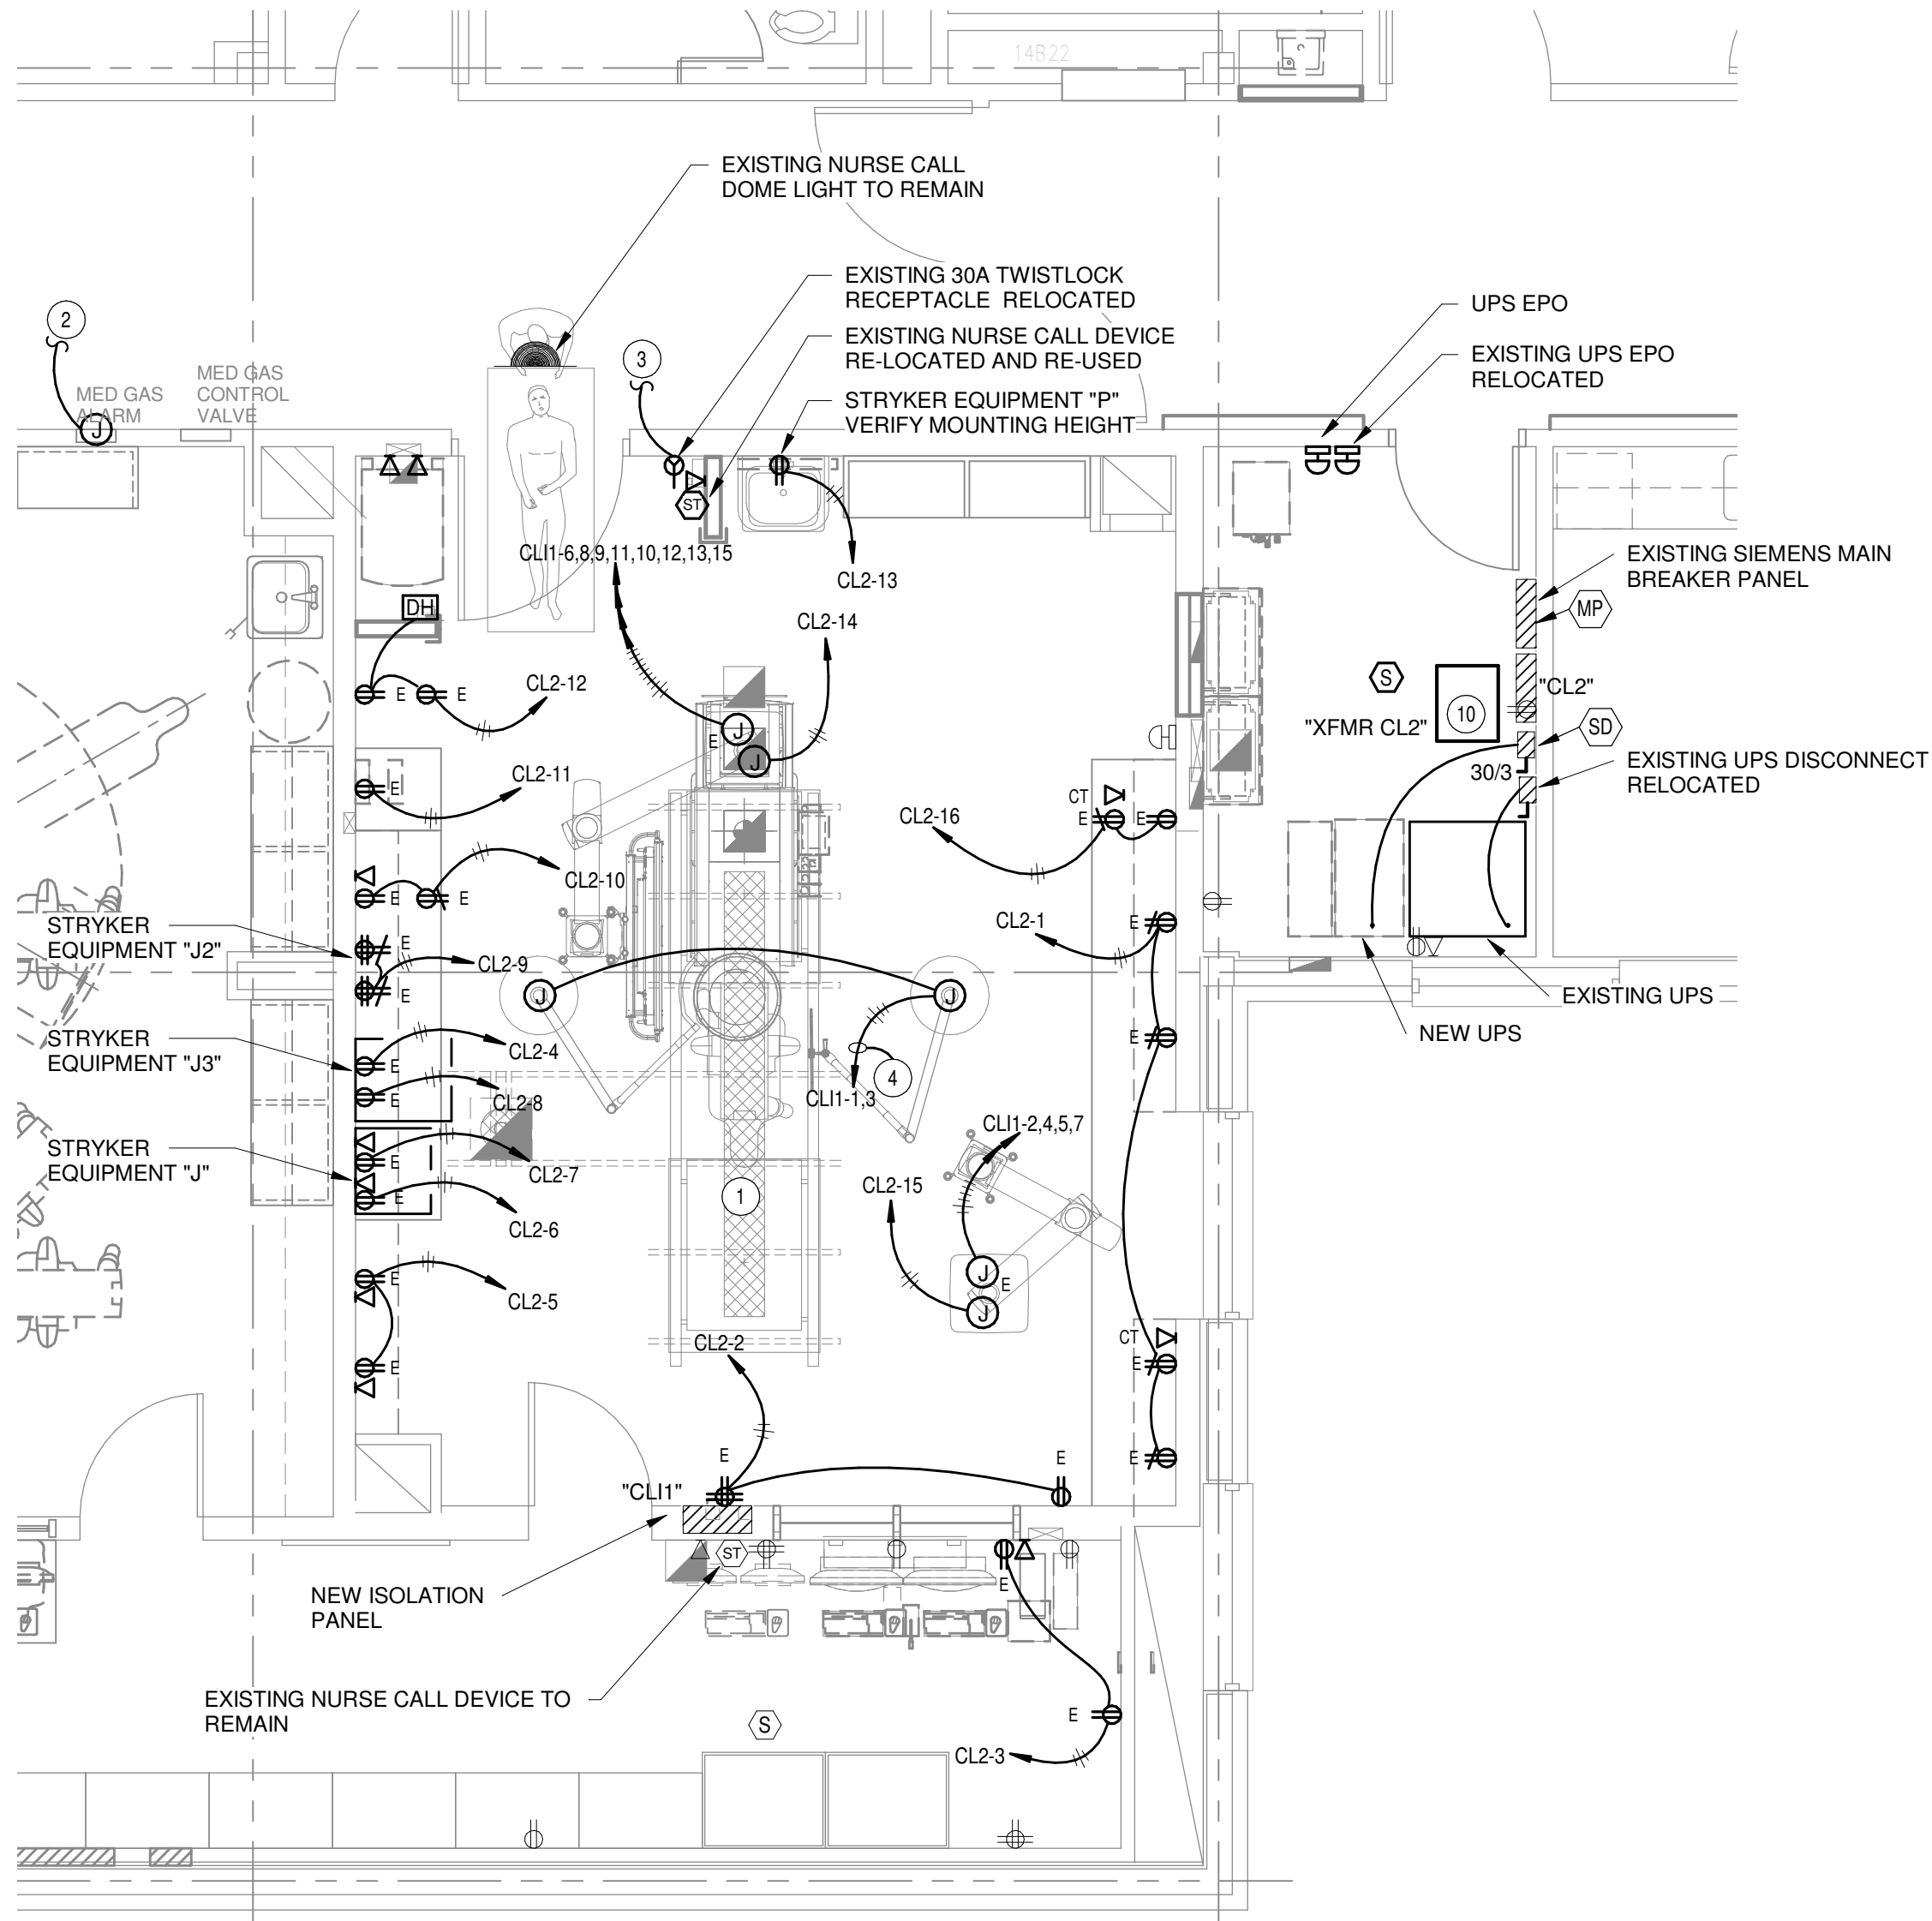 14B22
EXISTING NURSE CALL
DOME LIGHT TO REMAIN
EXISTING 30A TWISTLOCK
RECEPTACLE RELOCATED
EXISTING NURSE CALL DEVICE
RE-LOCATED AND RE-USED
STRYKER EQUIPMENT "P"
VERIFY MOUNTING HEIGHT
UPS EPO
EXISTING UPS EPO
RELOCATED
2
3
MED GAS
ALARM
MED GAS
CONTROL
VALVE
J
ST
CLI1-6,8,9,11,10,12,13,15
CL2-13
EXISTING SIEMENS MAIN
BREAKER PANEL
MP
DH
CL2-14
S
"CL2"
E
E
CL2-12
10
"XFMR CL2"
SD
J
E
J
30/3
EXISTING UPS DISCONNECT
RELOCATED
E
CL2-11
CT
E
E
CL2-16
CL2-10
E
E
STRYKER
EQUIPMENT "J2"
E
CL2-9
E
CL2-1
E
J
J
EXISTING UPS
NEW UPS
STRYKER
EQUIPMENT "J3"
E
CL2-4
E
E
CL2-8
4
CLI1-1,3
STRYKER
EQUIPMENT "J"
E
CL2-7
E
CL2-6
CLI1-2,4,5,7
CL2-15
1
J
E
J
E
CL2-5
E
CL2-2
CT
E
E
E
E
"CLI1"
ST
E
NEW ISOLATION
PANEL
EXISTING NURSE CALL DEVICE TO
REMAIN
S
E
CL2-3